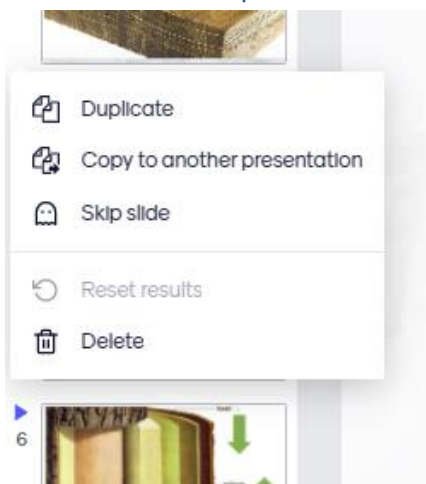 Duplicate
Copy to another presentation
Skip slide
Reset results
Delete
6